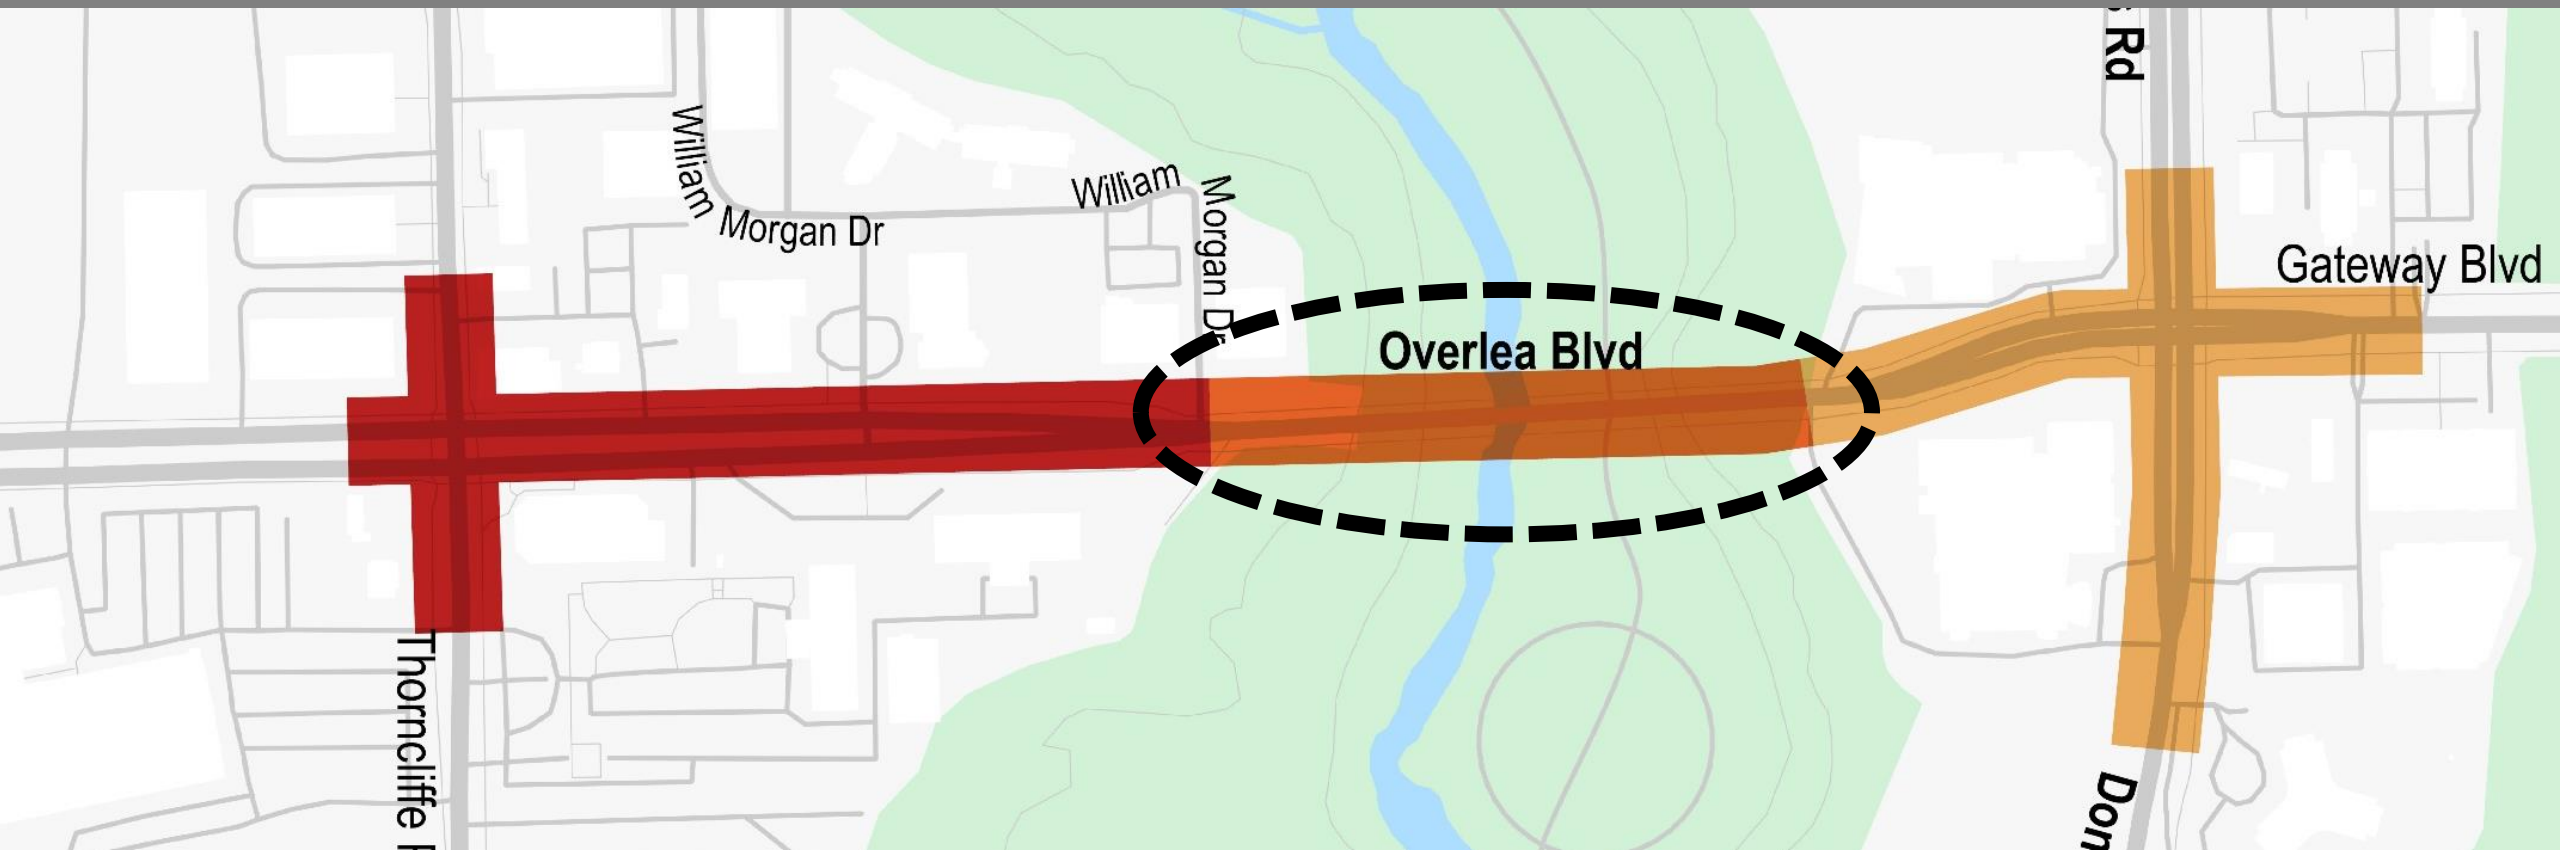 s Rd
William
Morgan Dr
William
Morgan Dr
Gateway Blvd
Overlea Blvd
Thorncliffe
Don